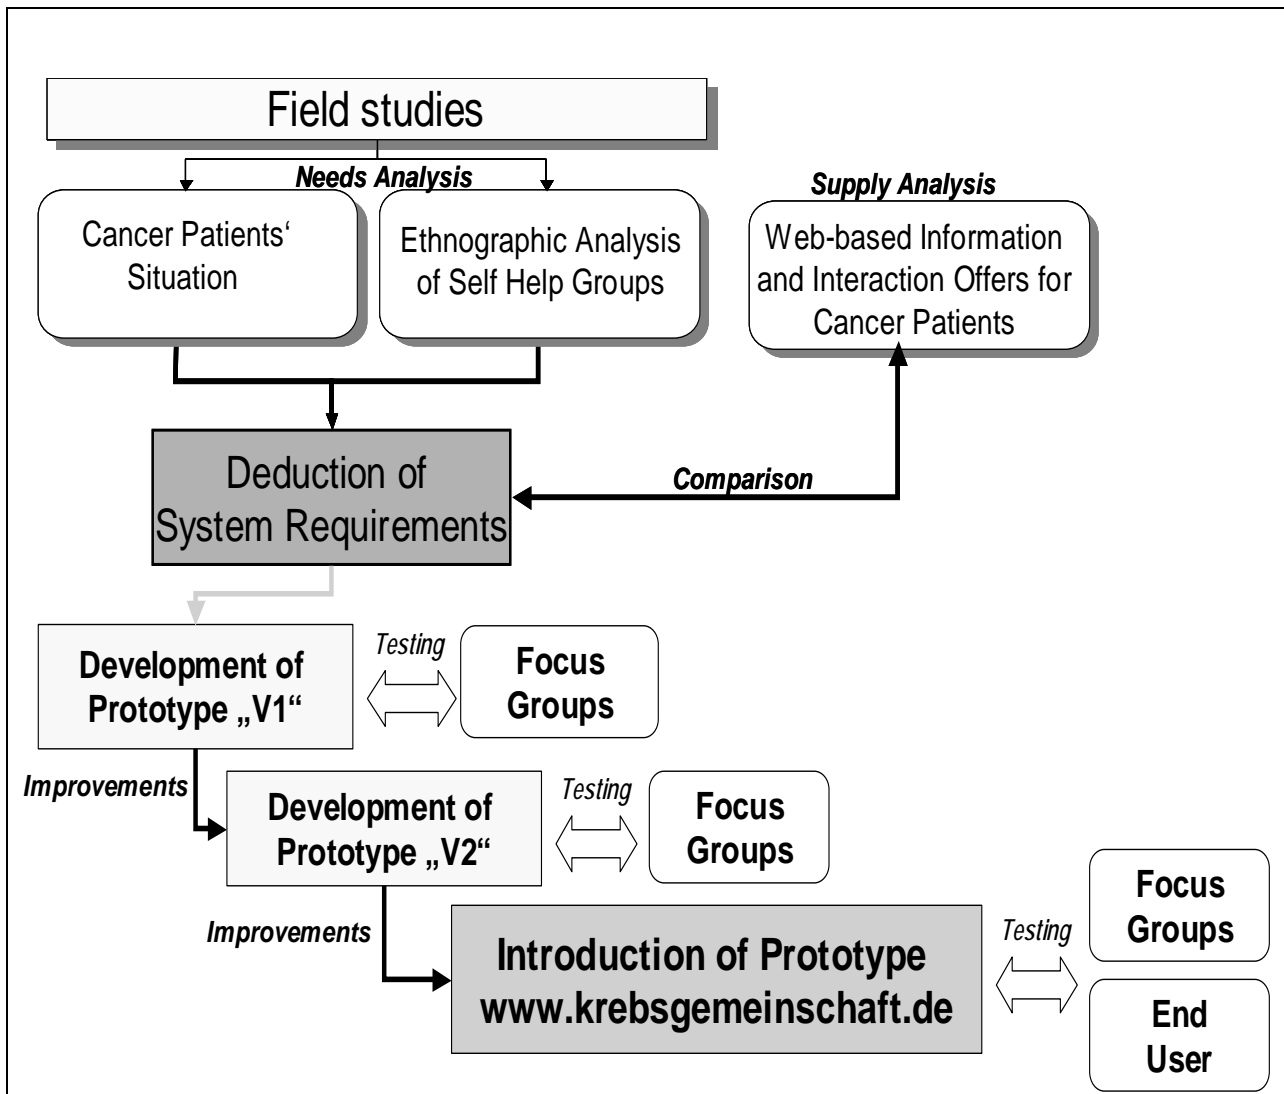 Field studies
Needs Analysis
Cancer Patients‘
Situation
Ethnographic Analysis
of Self Help Groups
Supply Analysis
Web-based Information
and Interaction Offers for
Cancer Patients
Deduction of
System Requirements
Comparison
Development of
Prototype „V1“
Testing
Focus
Groups
Improvements
Development of
Prototype „V2“
Testing
Focus
Groups
Improvements
Introduction of Prototype
www.krebsgemeinschaft.de
Testing
Focus
Groups
End
User